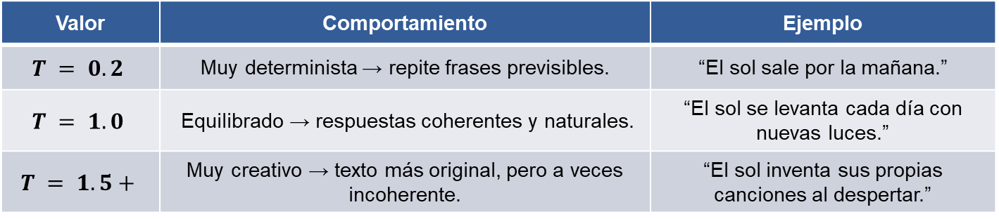 Valor
Comportamiento
Ejemplo
T = 0.2
Muy determinista → repite frases previsibles.
“El sol sale por la mañana.”
T = 1.0
Equilibrado → respuestas coherentes y naturales.
“El sol se levanta cada día con
nuevas luces.”
T = 1.5 +
Muy creativo → texto más original, pero a veces
incoherente.
“El sol inventa sus propias
canciones al despertar.”